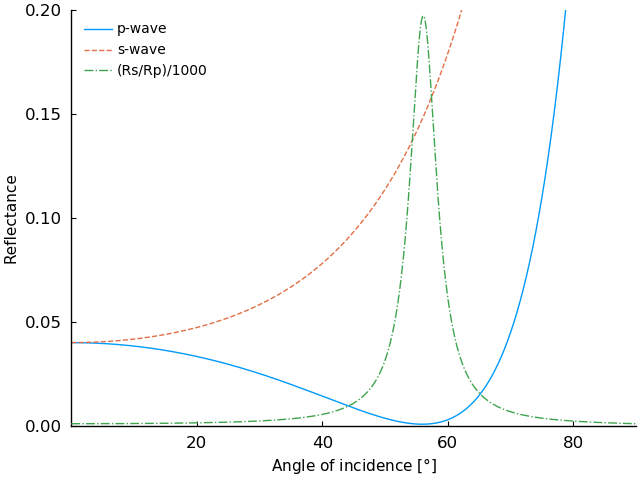 0.20
p-wave
s-wave
(Rs/Rp)/1000
0.15
0.10
0.05
0.00
Reflectance
20 40 60 80
Angle of incidence [°]